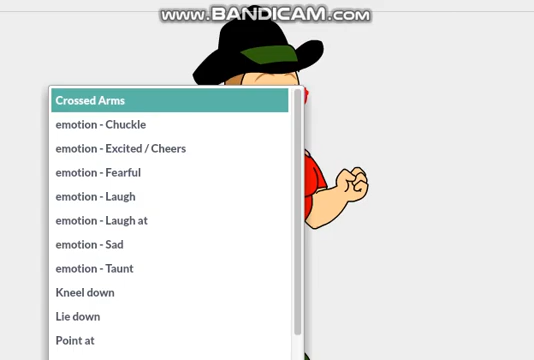 www.BANDICAM.com
Crossed Arms
emotion - Chuckle
emotion - Excited / Cheers
emotion - Fearful
emotion - Laugh
emotion - Laugh at
emotion - Sad
emotion - Taunt
Kneel down
Lie down
Point at